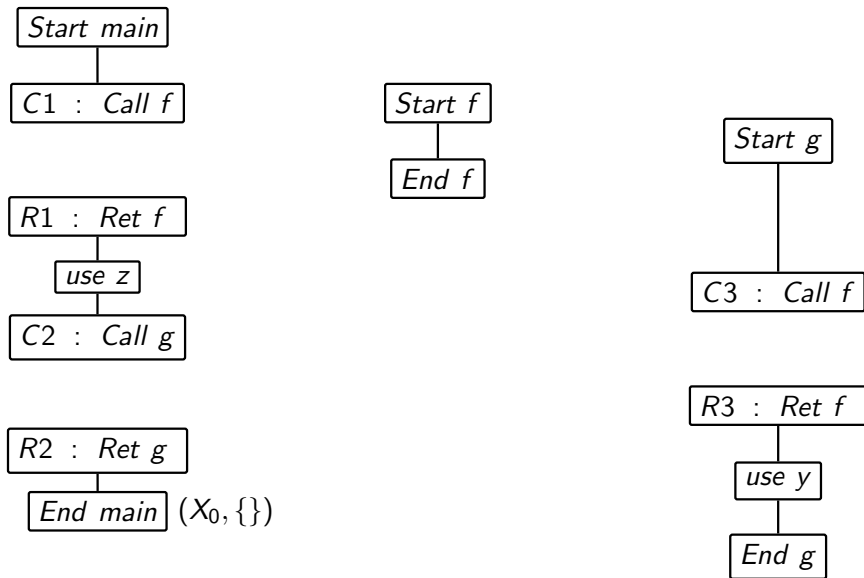 Start main
C1 : Call f
R1 : Ret f
use z
C2 : Call g
R2 : Ret g
End main (X₀, {})
Start f
End f
Start g
C3 : Call f
R3 : Ret f
use y
End g